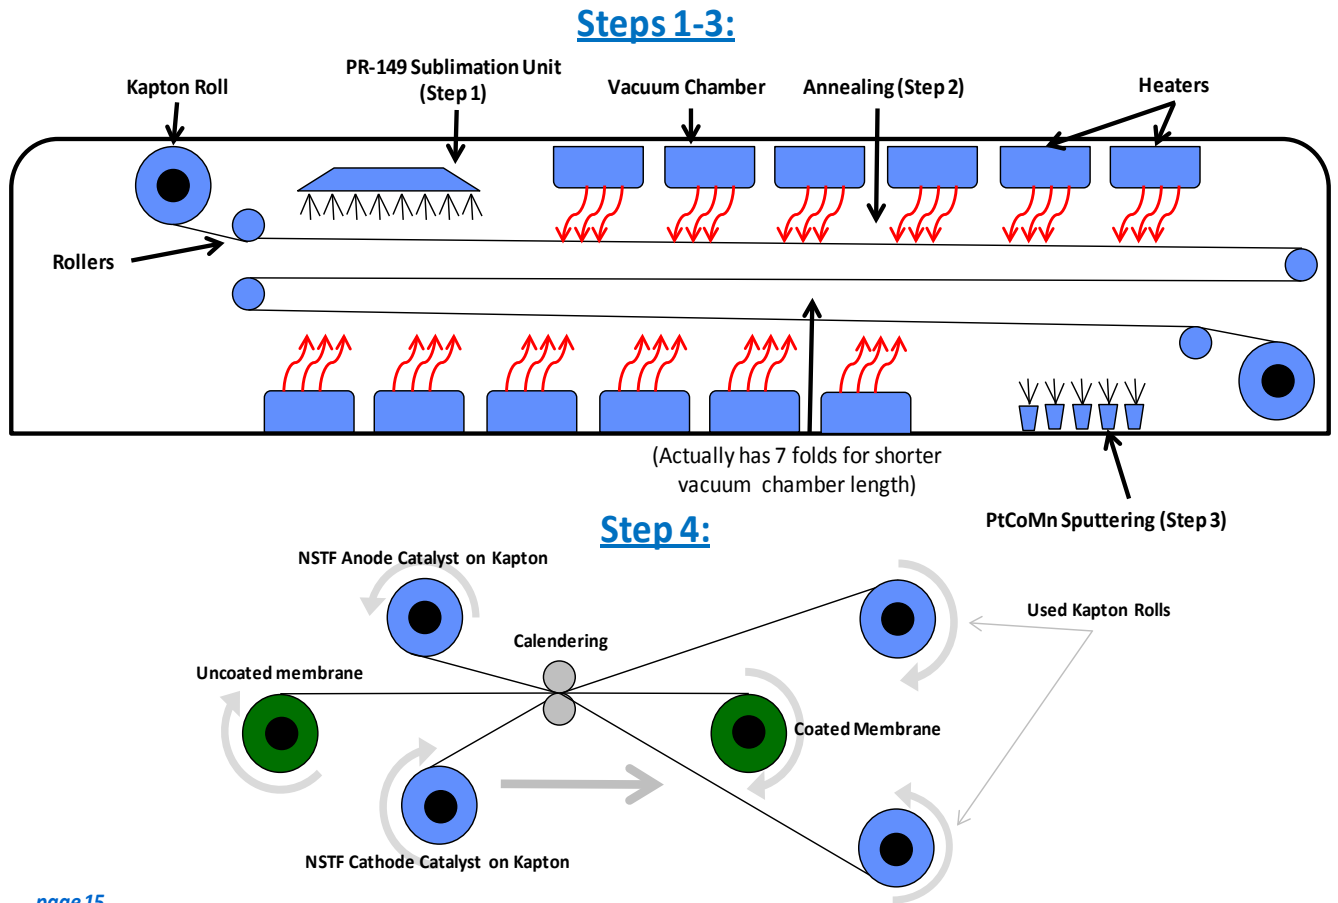 Steps 1-3:
Kapton Roll
PR-149 Sublimation Unit
(Step 1)
Vacuum Chamber
Annealing (Step 2)
Heaters
Rollers
(Actually has 7 folds for shorter
vacuum chamber length)
PtCoMn Sputtering (Step 3)
Step 4:
NSTF Anode Catalyst on Kapton
Used Kapton Rolls
Calendering
Uncoated membrane
Coated Membrane
NSTF Cathode Catalyst on Kapton
page 15